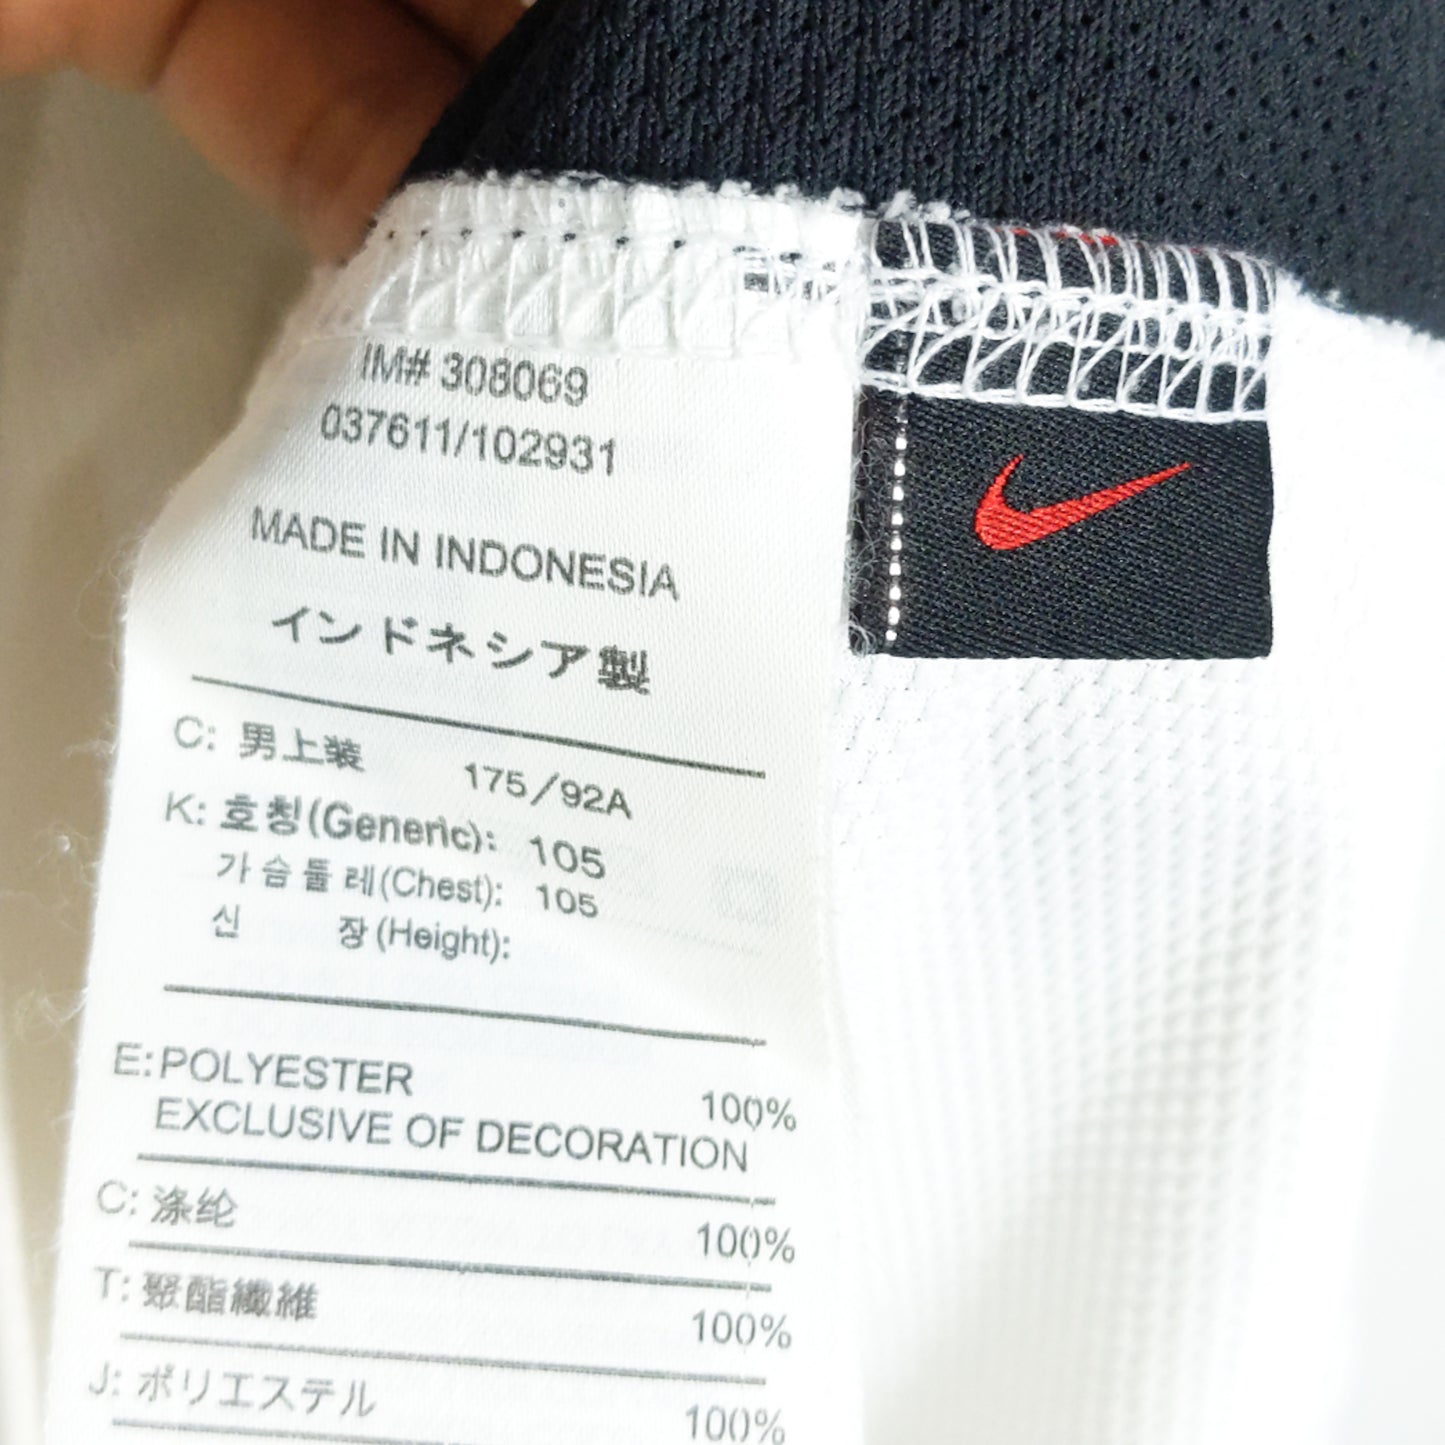 IM# 308069
037611/102931
MADE IN INDONESIA
インドネシア製
C: 男上装 175/92A
K: 호칭(Generic): 105
가슴둘레(Chest): 105
신 장(Height):
E: POLYESTER 100%
EXCLUSIVE OF DECORATION
C: 涤纶 100%
T: 聚酯纖維 100%
J: ポリエステル 100%